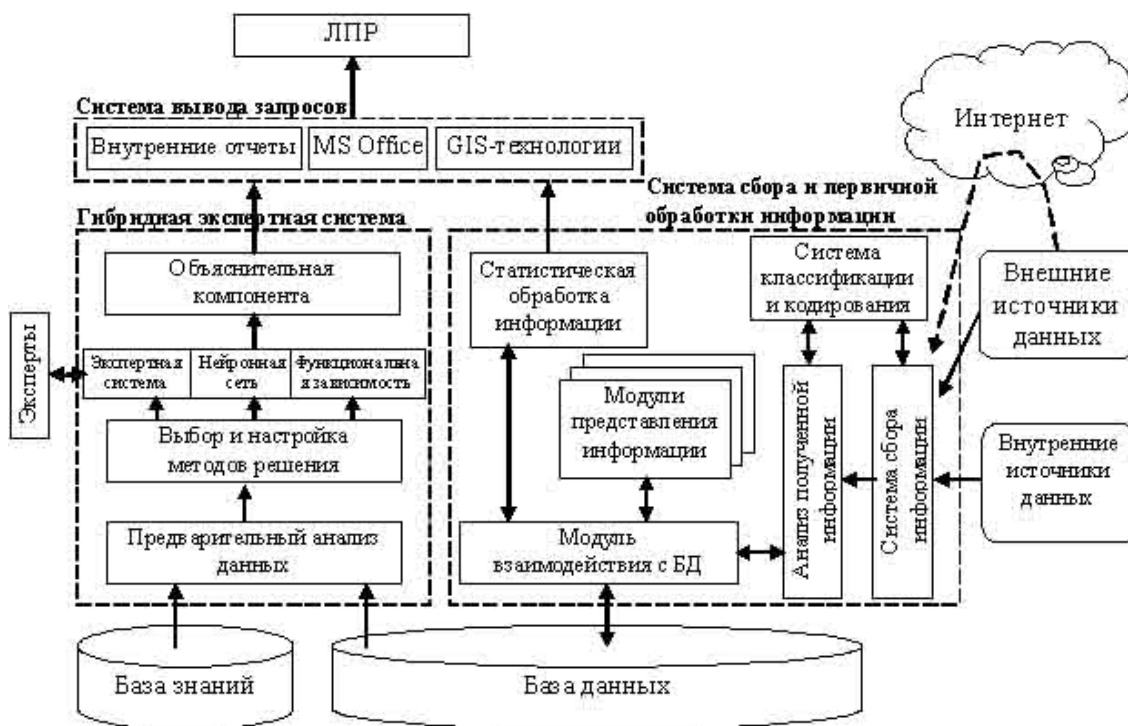 ЛПР
Система вывода запросов
Внутренние отчеты
MS Office
GIS-технологии
Интернет
Система сбора и первичной
обработки информации
Гибридная экспертная система
Объяснительная
компонента
Статистическая
обработка
информации
Система
классификации
и кодирования
Внешние
источники
данных
Эксперты
Экспертная
система
Нейронная
сеть
Функциональна
я зависимость
Модули
представления
информации
Выбор и настройка
методов решения
Анализ полученной
информации
Система сбора
информации
Внутренние
источники
данных
Предварительный анализ
данных
Модуль
взаимодействия с БД
База знаний
База данных